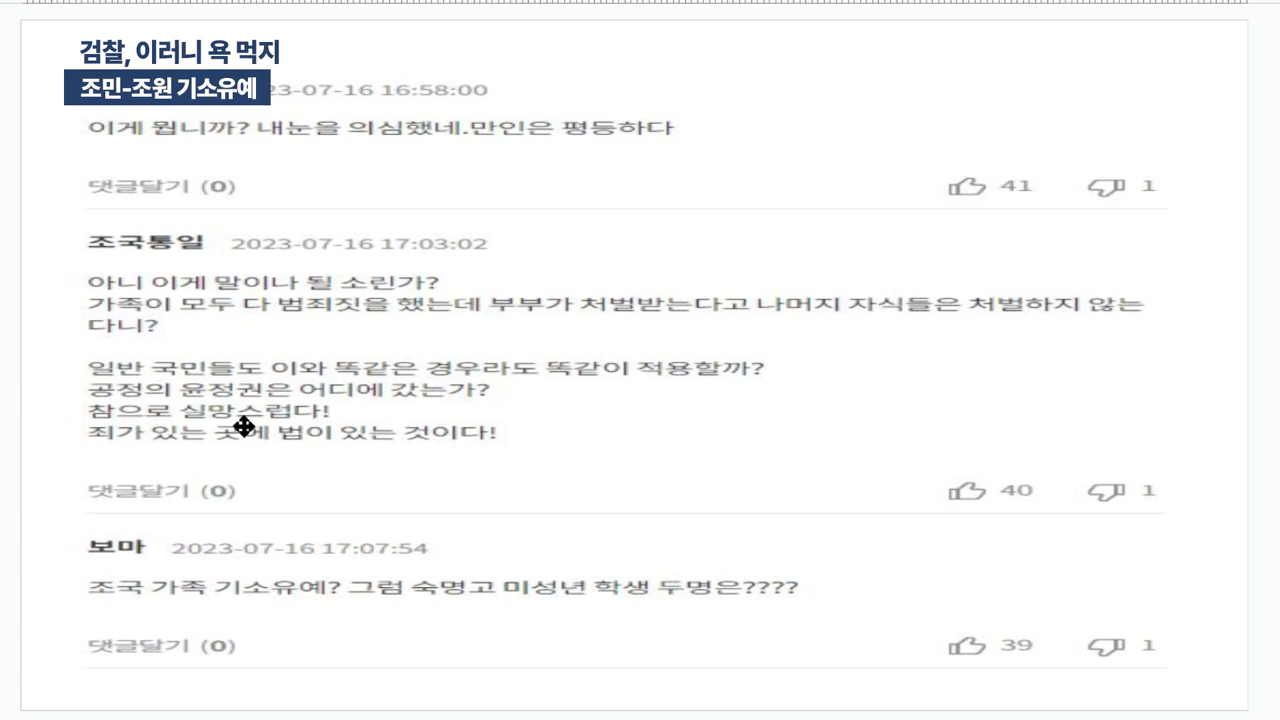 검찰, 이러니 욕 먹지
조민-조원 기소유예
23-07-16 16:58:00
이게 뭡니까? 내눈을 의심했네.만인은 평등하다
댓글달기 (0)
41
1
조국통일 2023-07-16 17:03:02
아니 이게 말이나 될 소린가?
가족이 모두 다 범죄짓을 했는데 부부가 처벌받는다고 나머지 자식들은 처벌하지 않는
다니?
일반 국민들도 이와 똑같은 경우라도 똑같이 적용할까?
공정의 윤정권은 어디에 갔는가?
참으로 실망스럽다!
죄가 있는 곳에 법이 있는 것이다!
댓글달기 (0)
40
1
보마 2023-07-16 17:07:54
조국 가족 기소유예? 그럼 숙명고 미성년 학생 두명은????
댓글달기 (0)
39
1